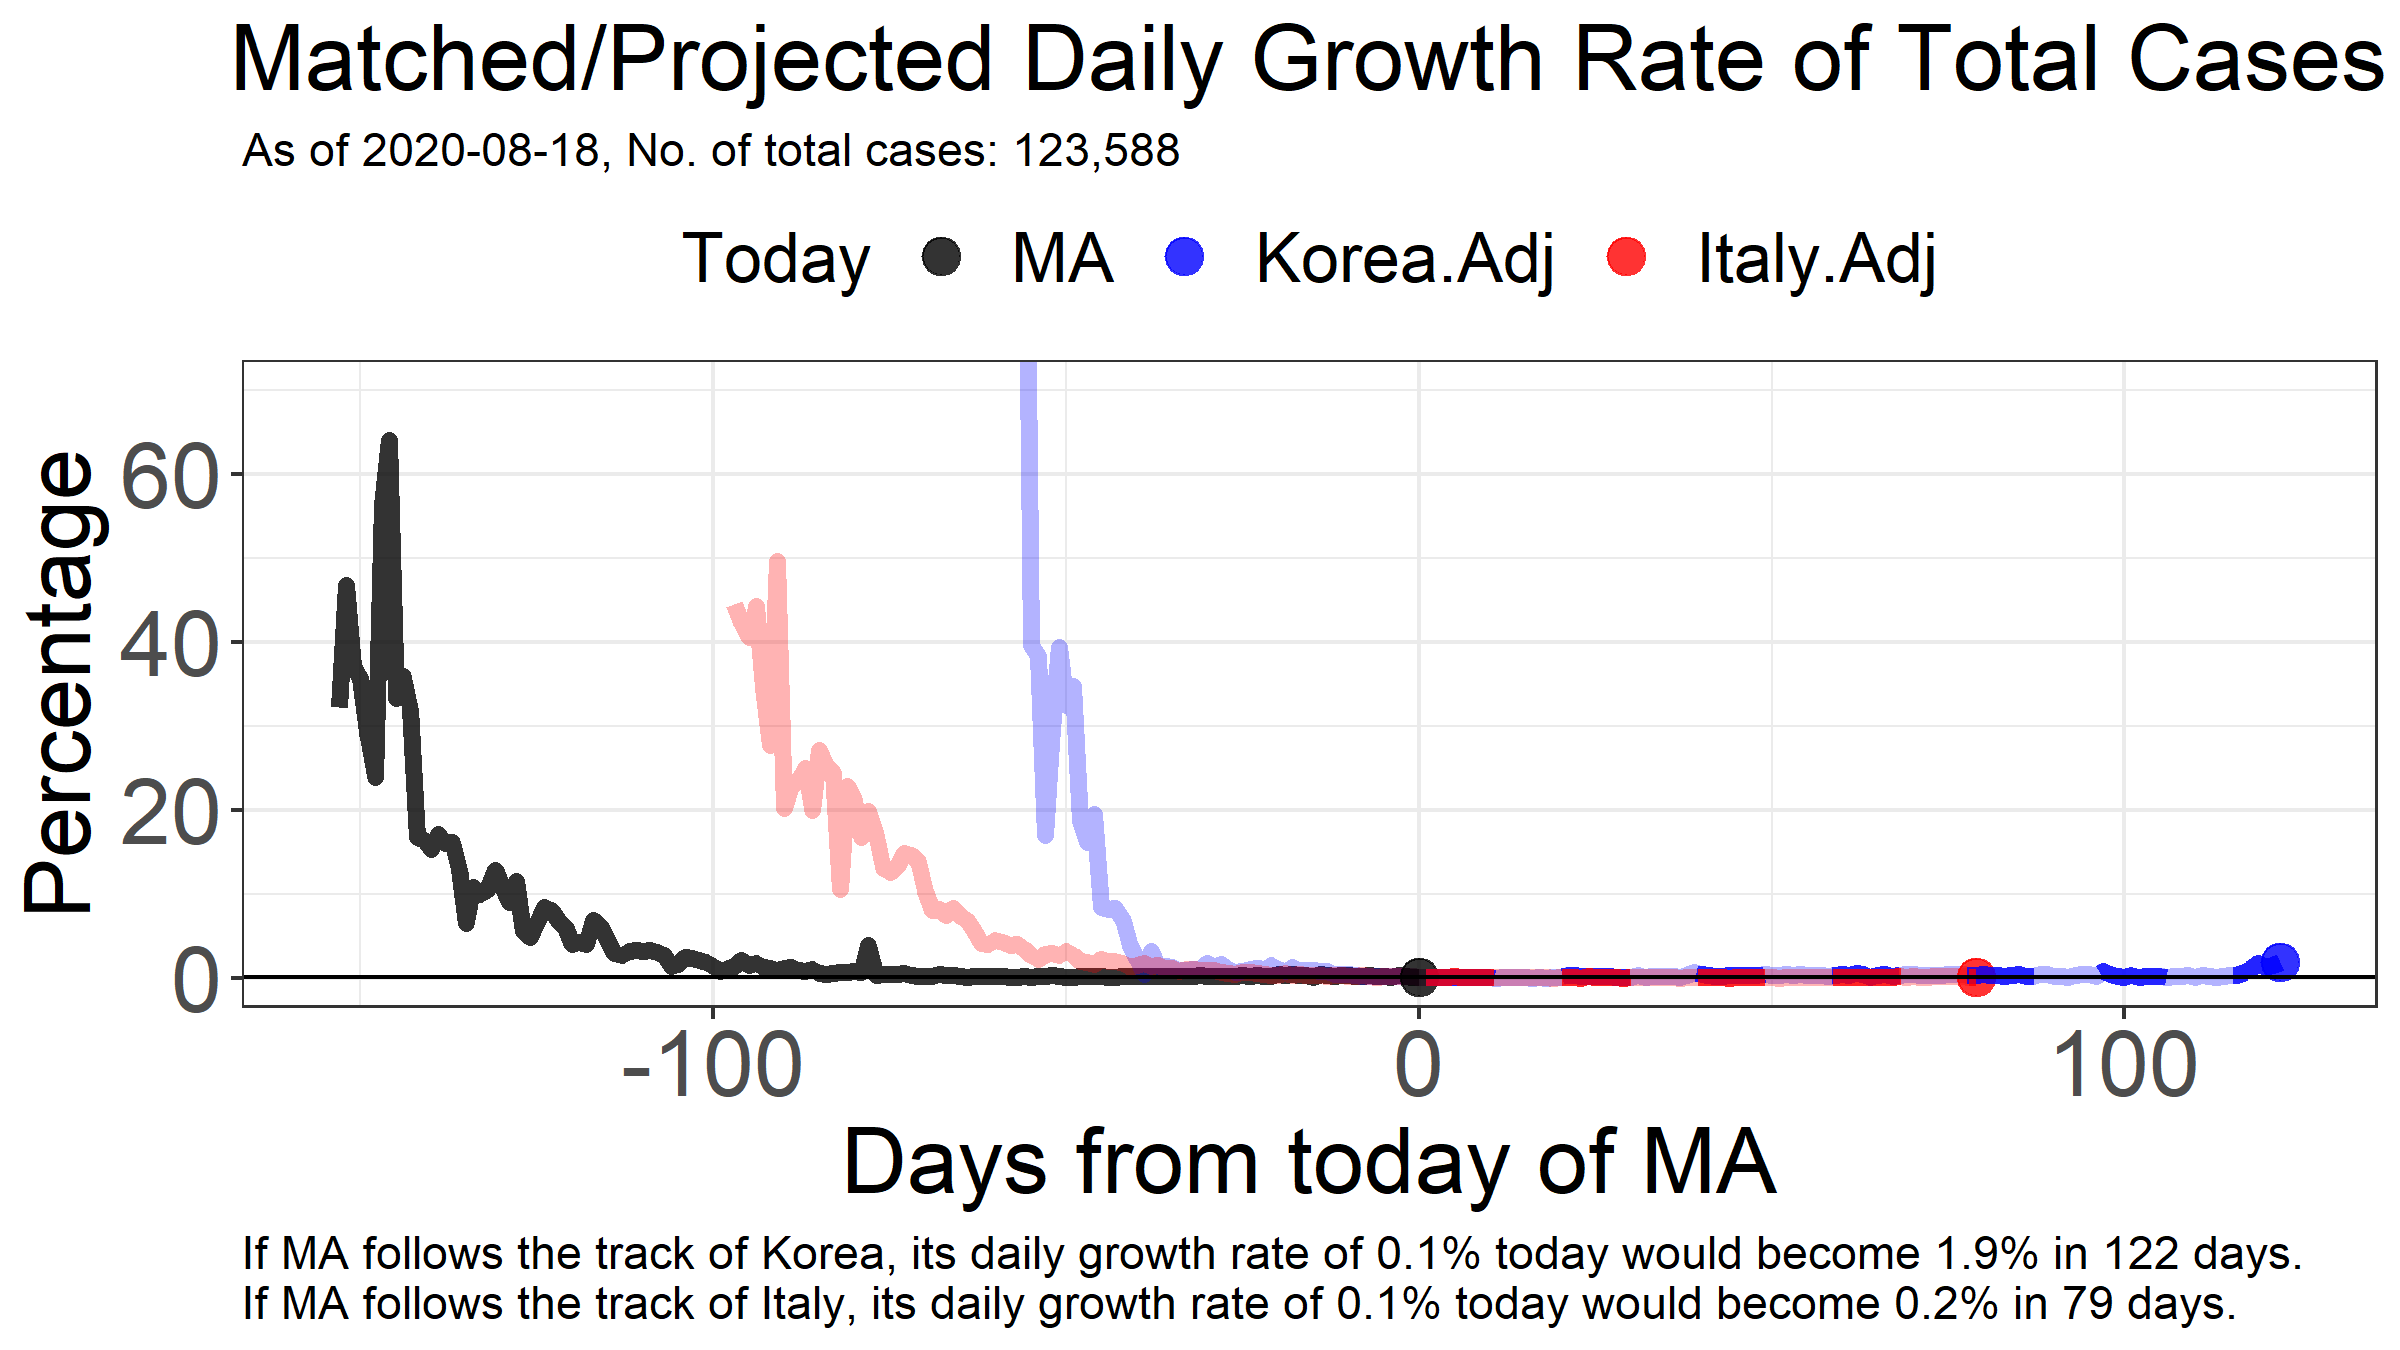 Matched/Projected Daily Growth Rate of Total Cases
As of 2020-08-18, No. of total cases: 123,588
Today MA Korea.Adj Italy.Adj
Percentage
60
40
20
0
-100 0 100
Days from today of MA
If MA follows the track of Korea, its daily growth rate of 0.1% today would become 1.9% in 122 days.
If MA follows the track of Italy, its daily growth rate of 0.1% today would become 0.2% in 79 days.